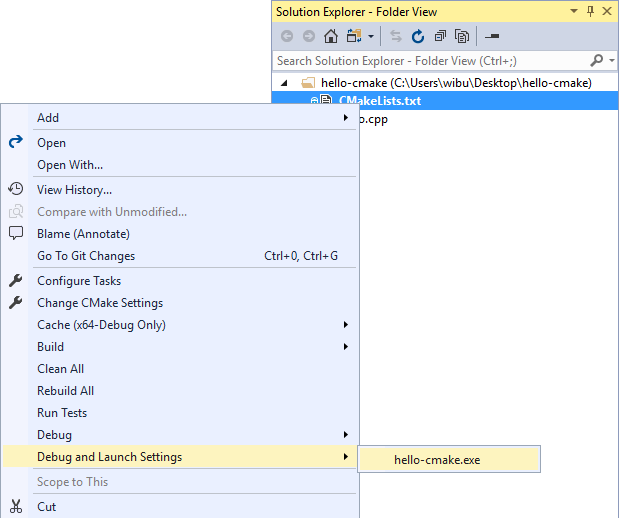 Solution Explorer - Folder View
Search Solution Explorer - Folder View (Ctrl+;)
hello-cmake (C:\Users\wibu\Desktop\hello-cmake)
CMakeLists.txt
o.cpp
Add
Open
Open With...
View History...
Compare with Unmodified...
Blame (Annotate)
Go To Git Changes Ctrl+0, Ctrl+G
Configure Tasks
Change CMake Settings
Cache (x64-Debug Only)
Build
Clean All
Rebuild All
Run Tests
Debug
Debug and Launch Settings
hello-cmake.exe
Scope to This
Cut